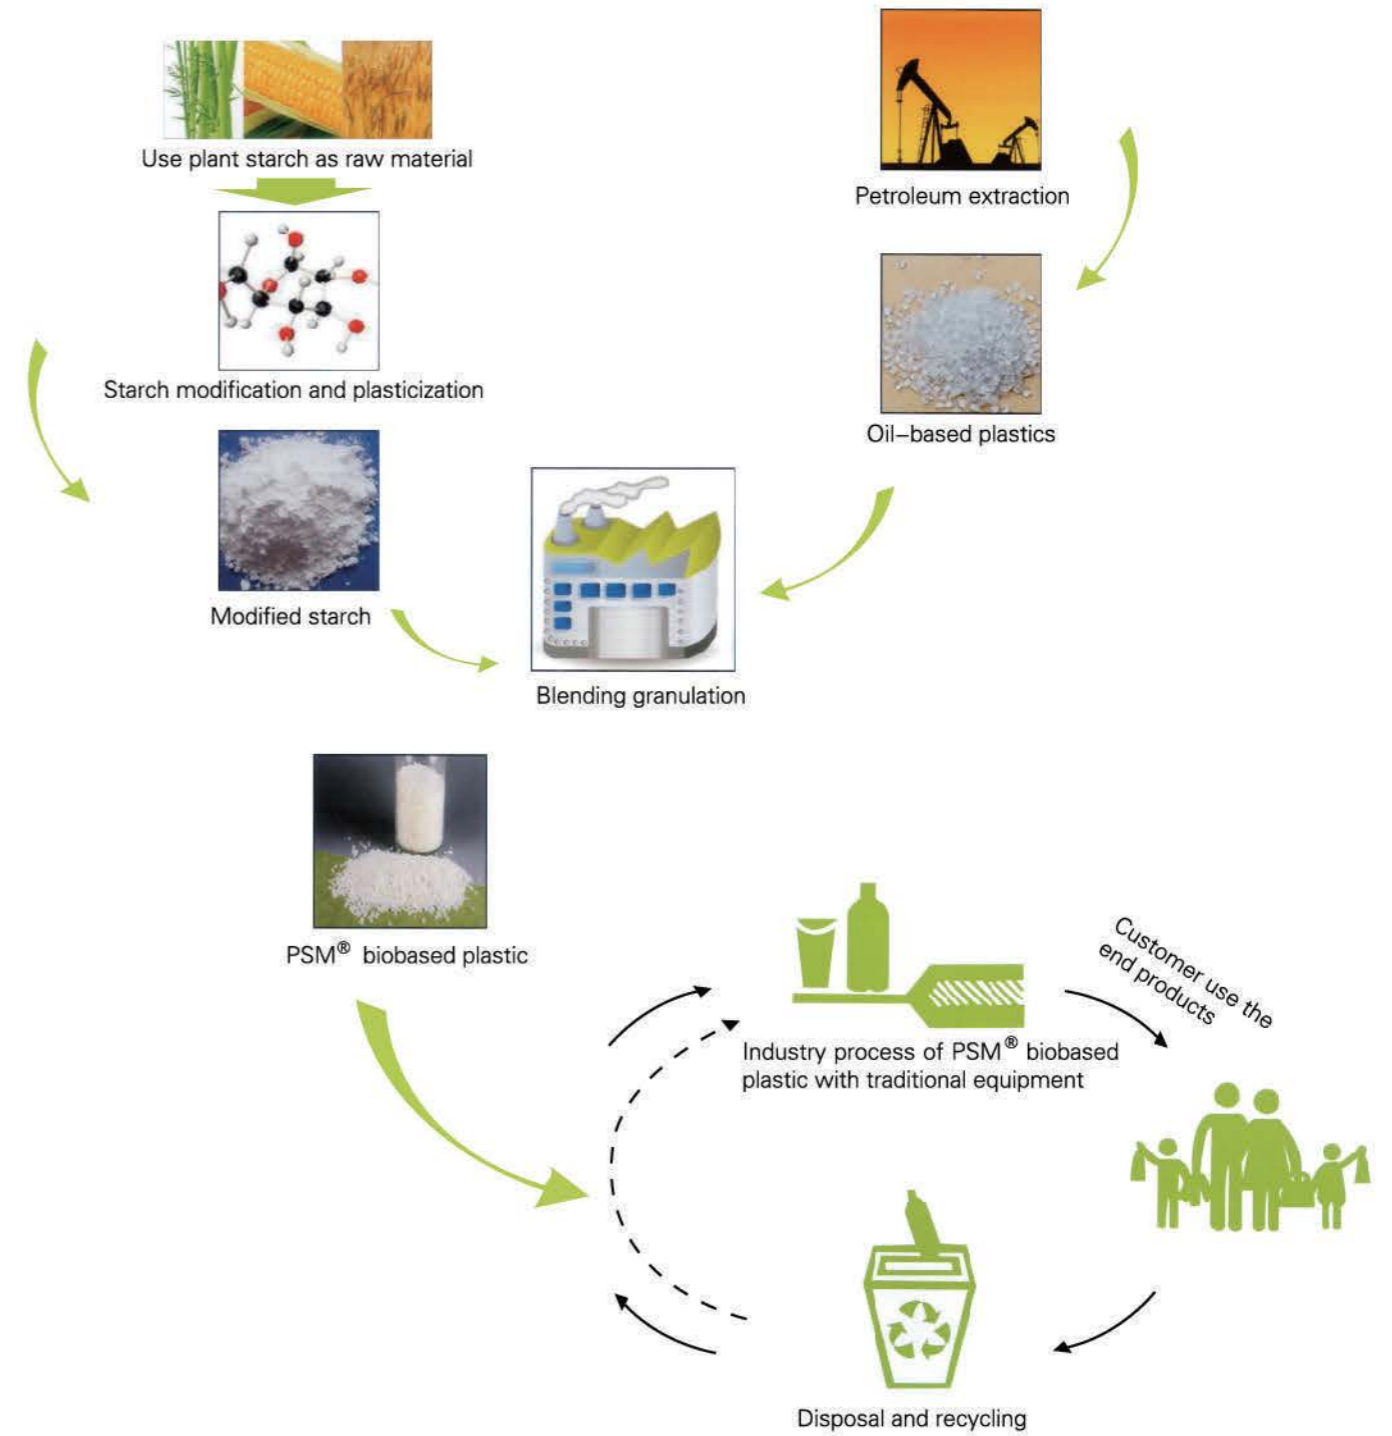 Use plant starch as raw material
Petroleum extraction
Starch modification and plasticization
Oil–based plastics
Modified starch
Blending granulation
PSM® biobased plastic
Customer use the
end products
Industry process of PSM® biobased
plastic with traditional equipment
Disposal and recycling